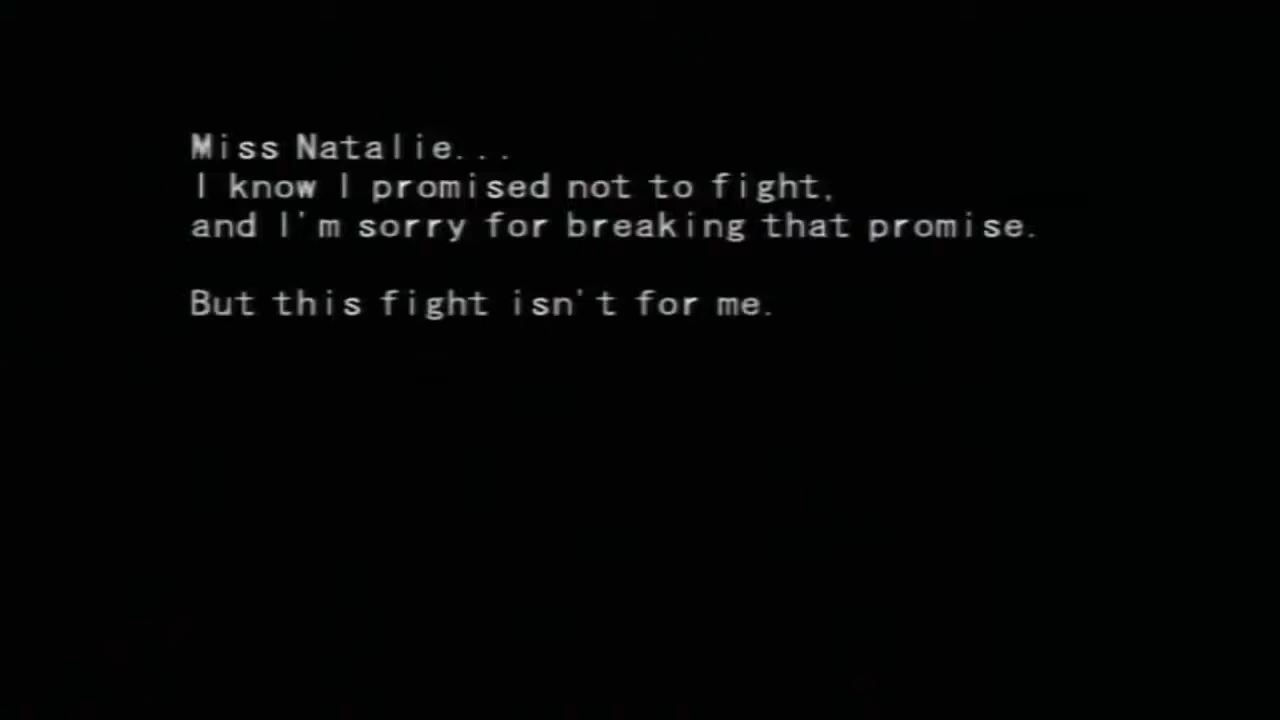 Miss Natalie...
I know I promised not to fight,
and I'm sorry for breaking that promise.
But this fight isn't for me.